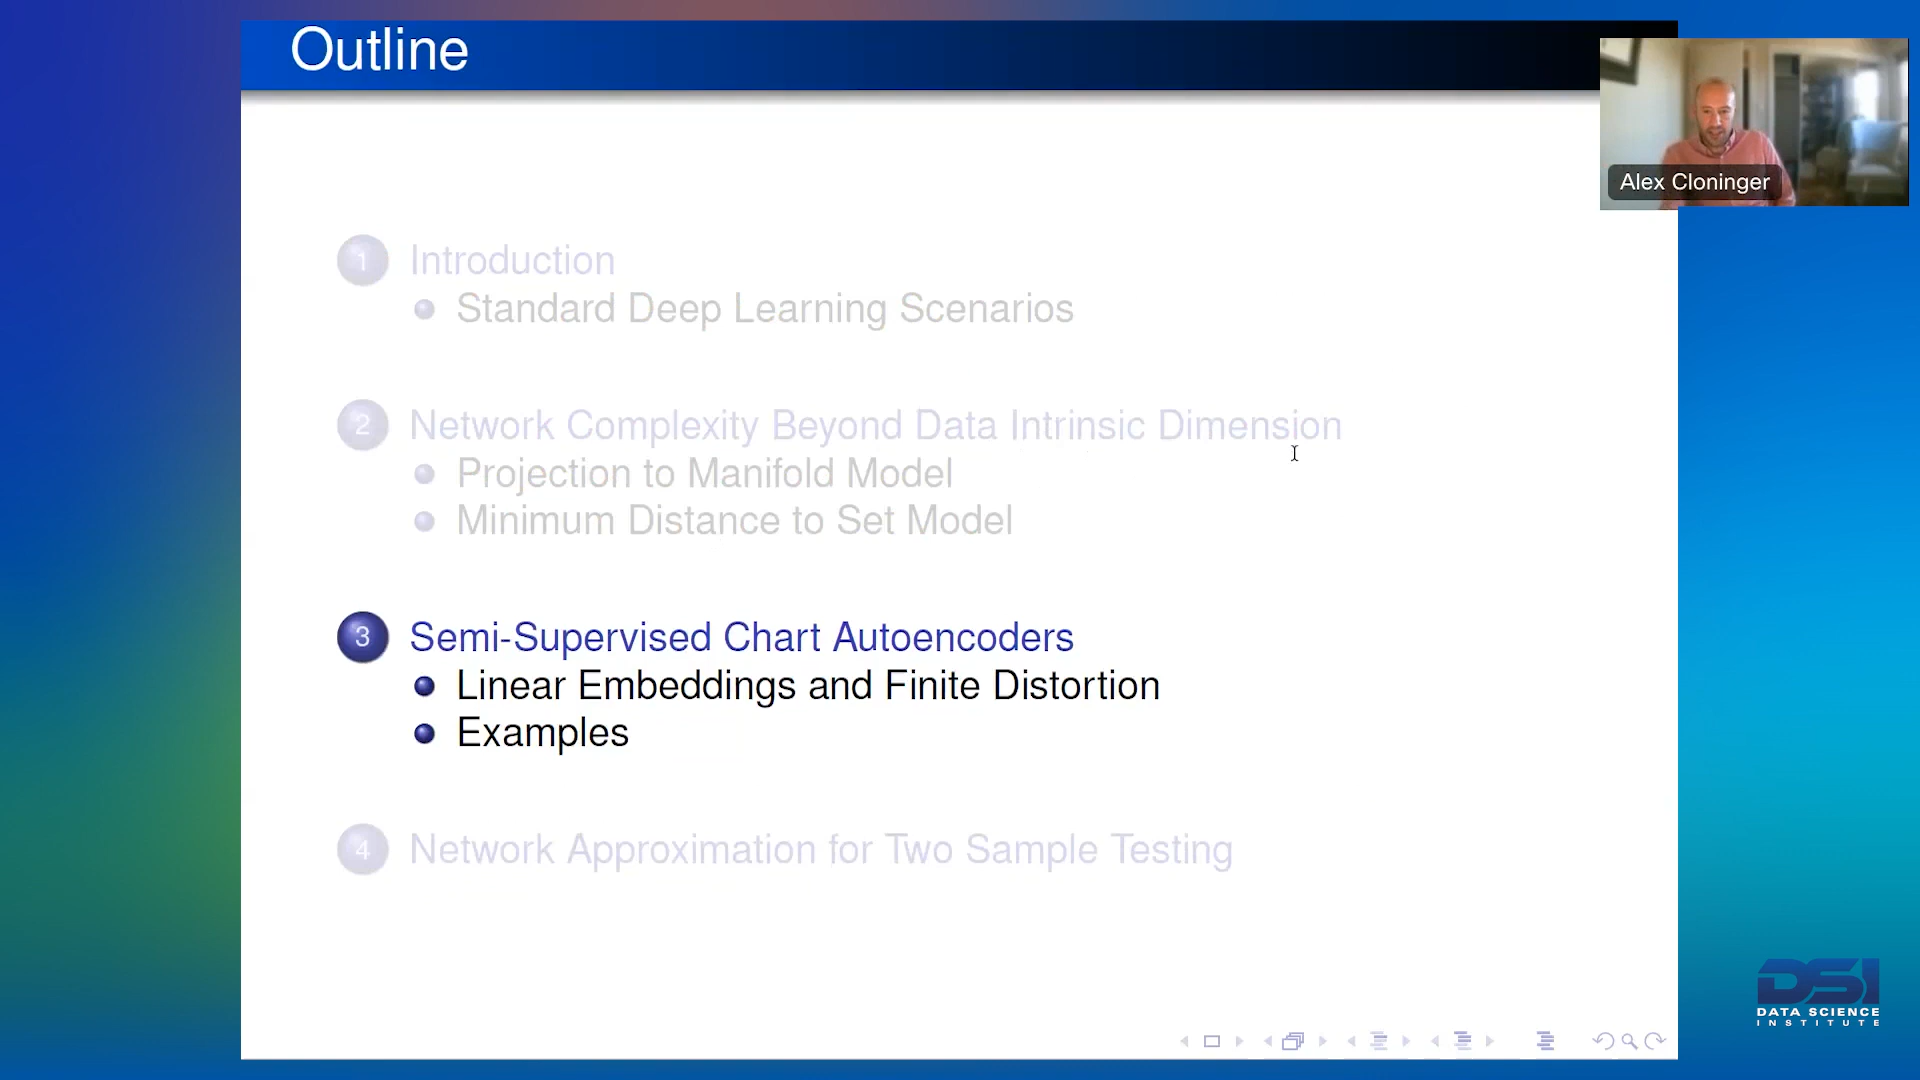 Outline
Alex Cloninger
1 Introduction
Standard Deep Learning Scenarios
2 Network Complexity Beyond Data Intrinsic Dimension
Projection to Manifold Model
Minimum Distance to Set Model
3 Semi-Supervised Chart Autoencoders
Linear Embeddings and Finite Distortion
Examples
4 Network Approximation for Two Sample Testing
DSI
DATA SCIENCE
INSTITUTE